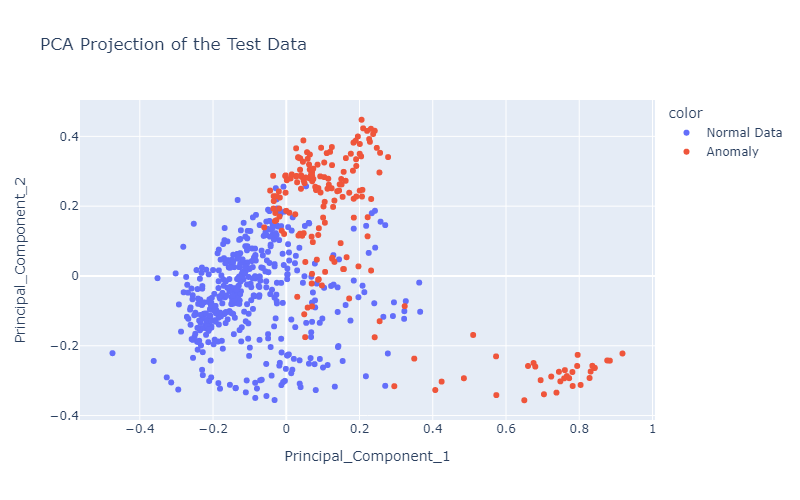 PCA Projection of the Test Data
color
Normal Data
Anomaly
Principal_Component_2
0.4
0.2
0
−0.2
−0.4
−0.4
−0.2
0
0.2
0.4
0.6
0.8
1
Principal_Component_1